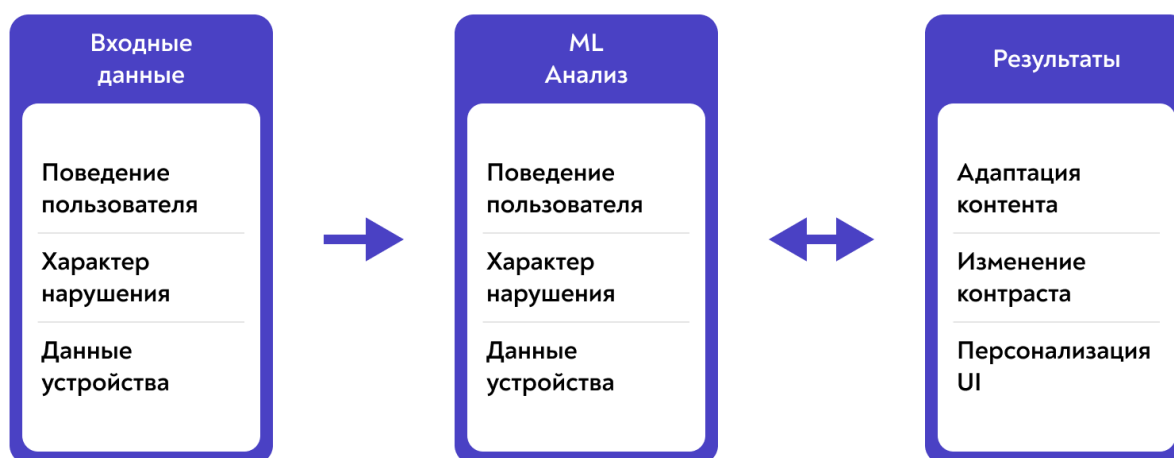 Входные
данные
Поведение
пользователя
Характер
нарушения
Данные
устройства
ML
Анализ
Поведение
пользователя
Характер
нарушения
Данные
устройства
Результаты
Адаптация
контента
Изменение
контраста
Персонализация
UI